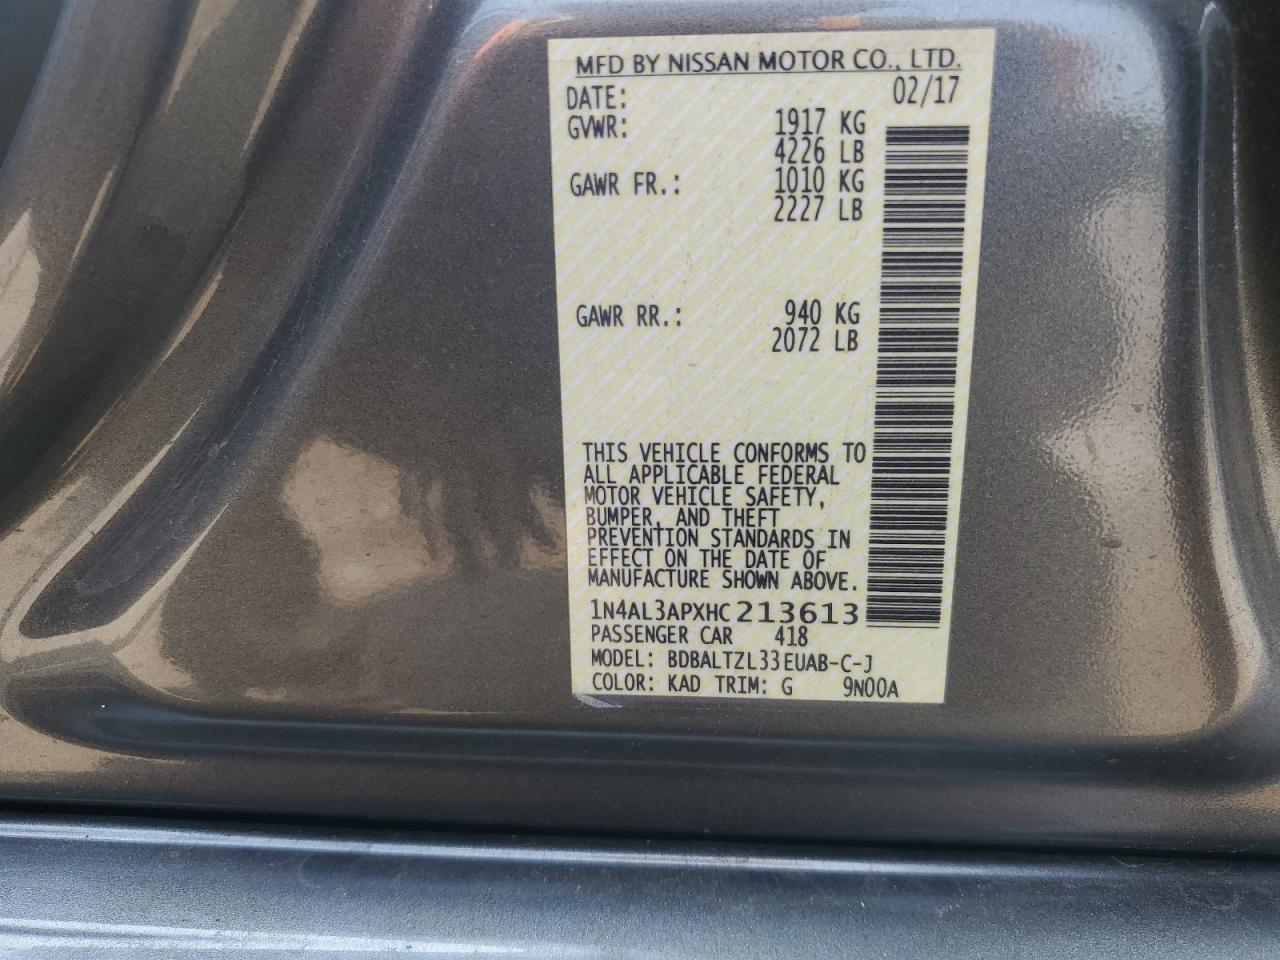 MFD BY NISSAN MOTOR CO., LTD.
DATE: 02/17
GVWR: 1917 KG
4226 LB
GAWR FR.: 1010 KG
2227 LB
GAWR RR.: 940 KG
2072 LB
THIS VEHICLE CONFORMS TO
ALL APPLICABLE FEDERAL
MOTOR VEHICLE SAFETY,
BUMPER, AND THEFT
PREVENTION STANDARDS IN
EFFECT ON THE DATE OF
MANUFACTURE SHOWN ABOVE.
1N4AL3APXHC213613
PASSENGER CAR 418
MODEL: BDBALTZL33EUAB-C-J
COLOR: KAD TRIM: G 9N00A